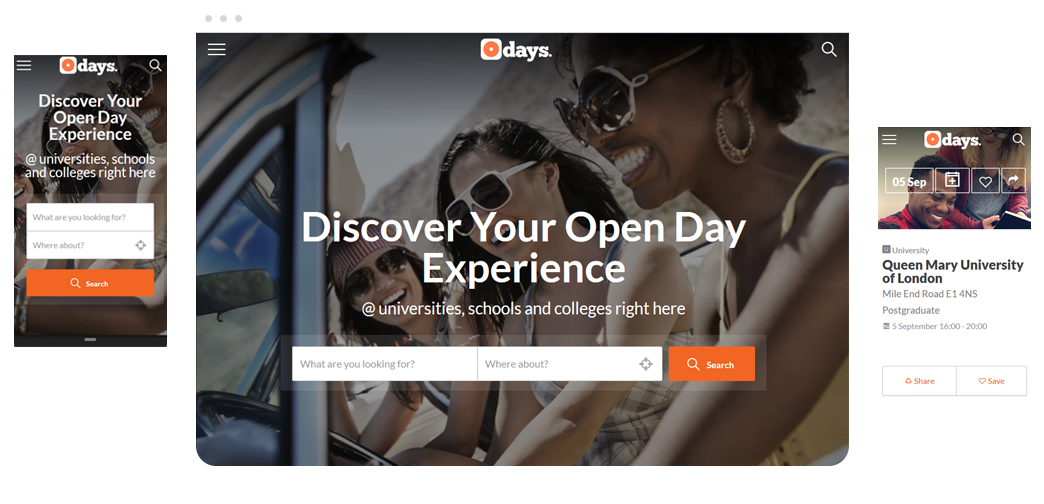 days.
Discover Your
Open Day
Experience
@ universities, schools
and colleges right here
What are you looking for?
Where about?
Search
days.
Discover Your Open Day
Experience
@ universities, schools and colleges right here
What are you looking for?
Where about?
Search
days.
05 Sep
U University
Queen Mary University
of London
Mile End Road E1 4NS
Postgraduate
5 September 16:00 - 20:00
Share
Save